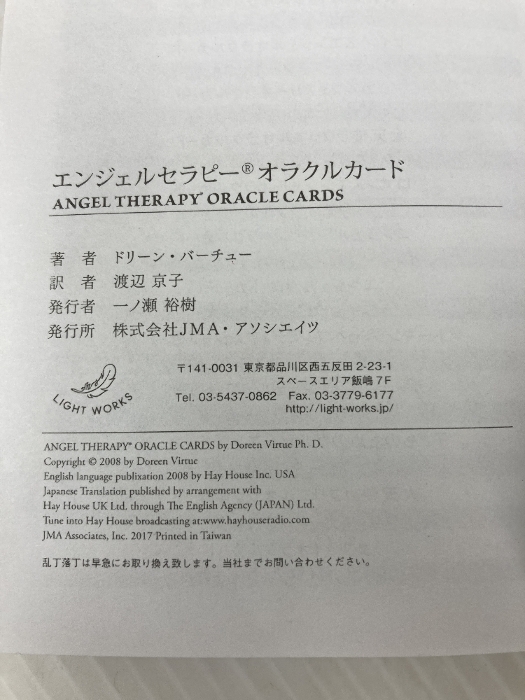 エンジェルセラピー®オラクルカード
ANGEL THERAPY® ORACLE CARDS
著 者 ドリーン・バーチュー
訳 者 渡辺 京子
発行者 一ノ瀬 裕樹
発行所 株式会社JMA・アソシエイツ
〒141-0031 東京都品川区西五反田 2-23-1
スペースエリア飯嶋 7F
Tel. 03-5437-0862 Fax. 03-3779-6177
http://light-works.jp/
LIGHT WORKS
ANGEL THERAPY® ORACLE CARDS by Doreen Virtue Ph. D.
Copyright © 2008 by Doreen Virtue
English language publixation 2008 by Hay House Inc. USA
Japanese Translation published by arrangement with
Hay House UK Ltd. through The English Agency (JAPAN) Ltd.
Tune into Hay House broadcasting at:www.hayhouseradio.com
JMA Associates, Inc. 2017 Printed in Taiwan
乱丁落丁は早急にお取り換え致します。当社までお問い合わせください。